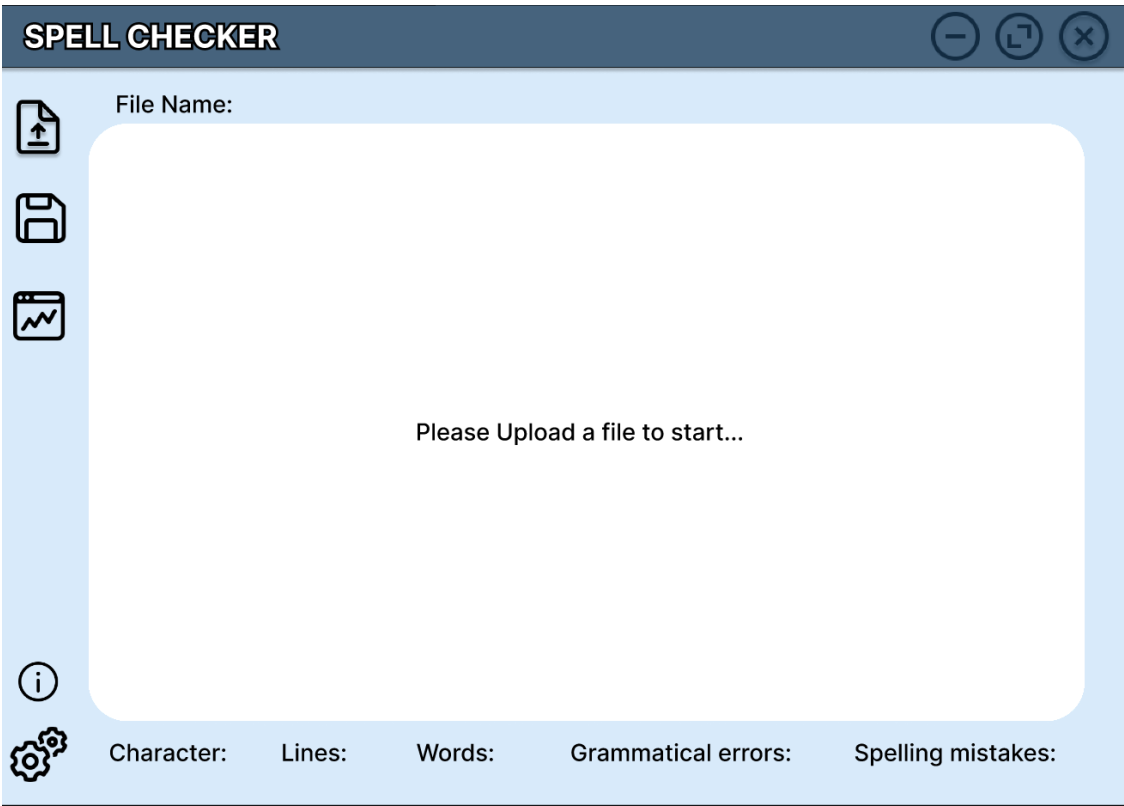 SPELL CHECKER
File Name:
Please Upload a file to start...
Character: Lines: Words: Grammatical errors: Spelling mistakes: